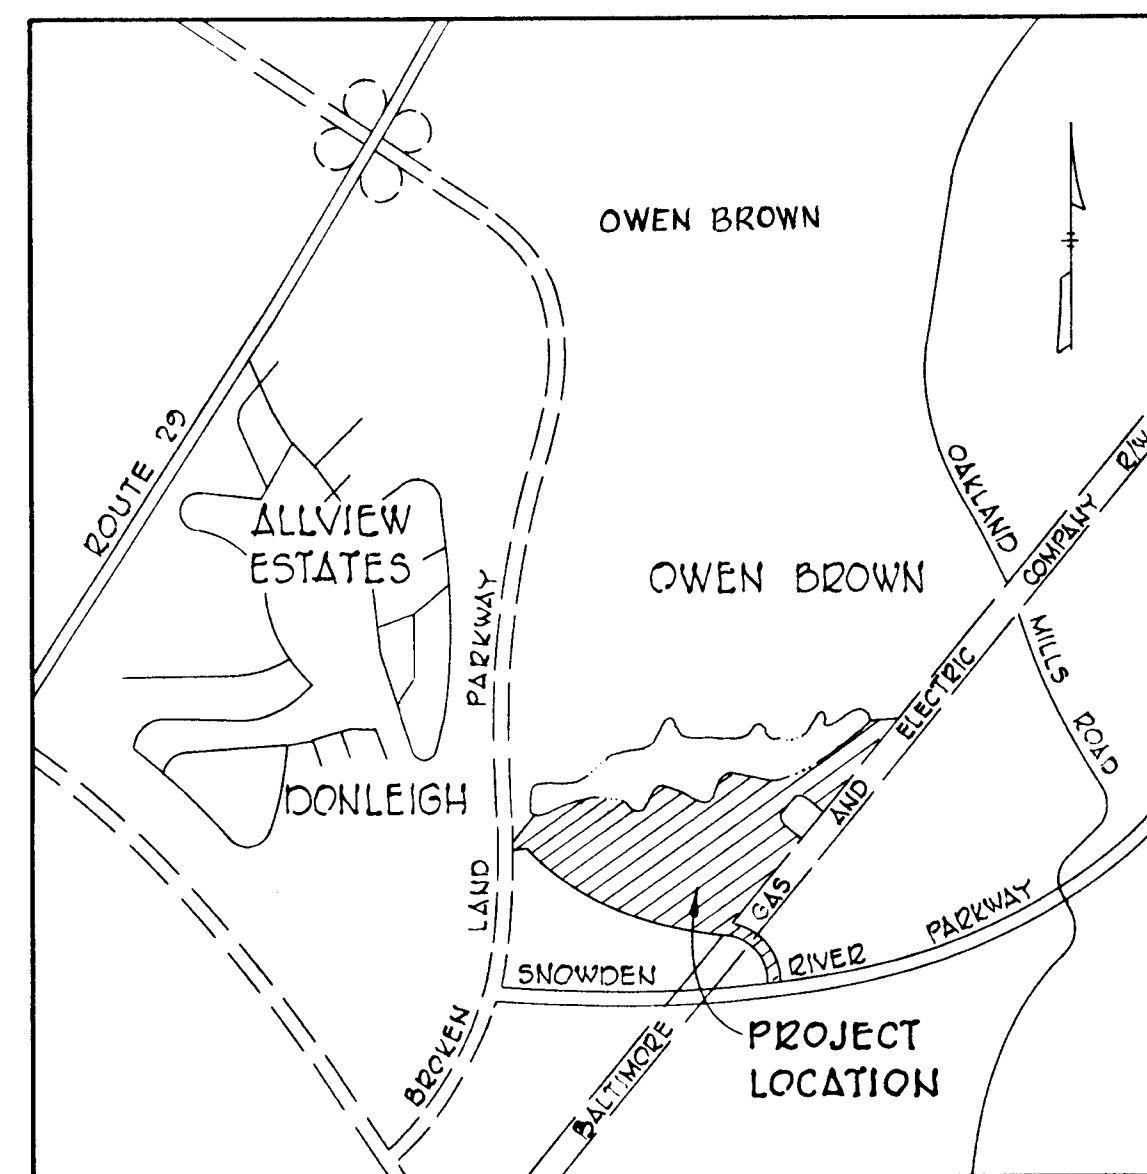 OWEN BROWN
ROUTE 29
ALLVIEW
ESTATES
OWEN BROWN
DONLEIGH
BROKEN LAND PARKWAY
OAKLAND MILLS ROAD
BALTIMORE GAS AND ELECTRIC COMPANY R/W
SNOWDEN RIVER PARKWAY
PROJECT
LOCATION